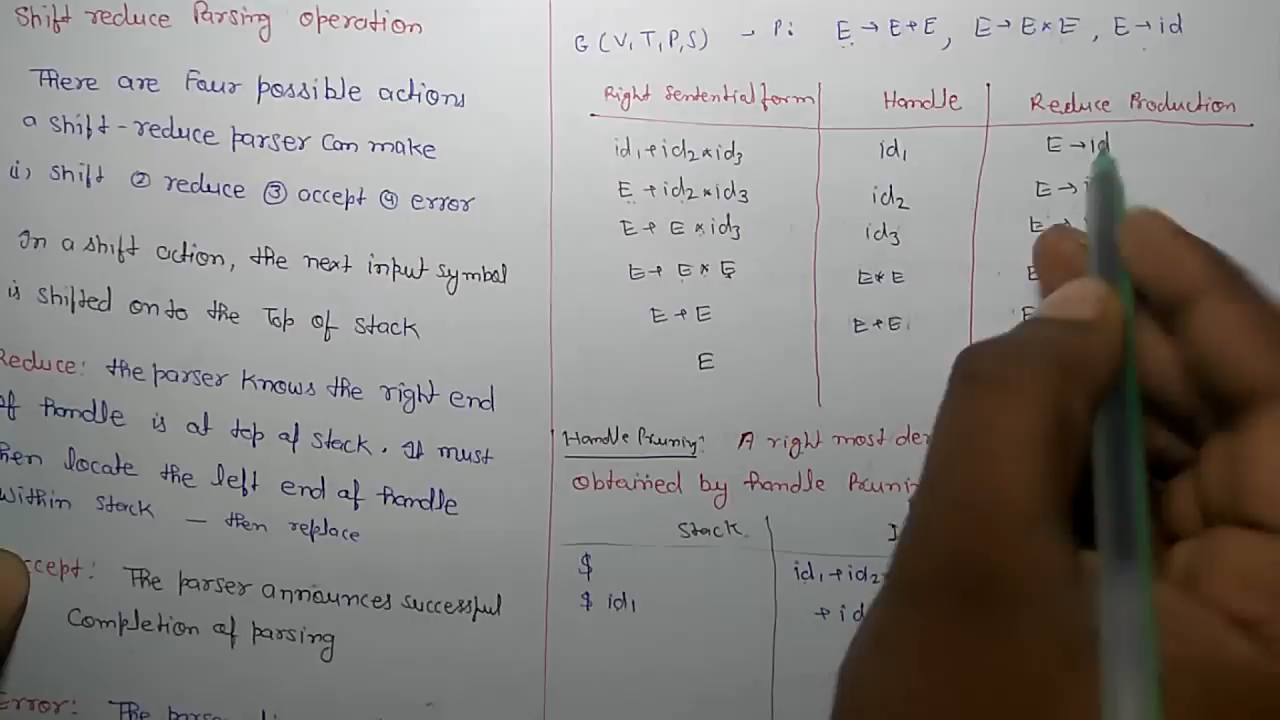 Shift reduce Parsing operation
There are Four possible actions
a shift-reduce parser can make
(i) shift ② reduce ③ accept ④ error
In a shift action, the next input symbol
is shifted onto the Top of stack
Reduce: the parser knows the right end
of handle is at top of stack. It must
then locate the left end of handle
within stack — then replace
ccept: The parser announces successful
Completion of parsing
Error: The
G(V,T,P,S) → P: E → E+E, E → E*E, E → id
Right Sentential form Handle Reduce Production
id₁+id₂*id₃ id₁ E → id
E + id₂*id₃ id₂ E →
E + E *id₃ id₃ E →
E + E * E E*E E
E + E E+E E
E
Handle Pruning: A right most der
Obtained by handle Prunin
Stack I
$ id₁+id₂
$ id₁ +id